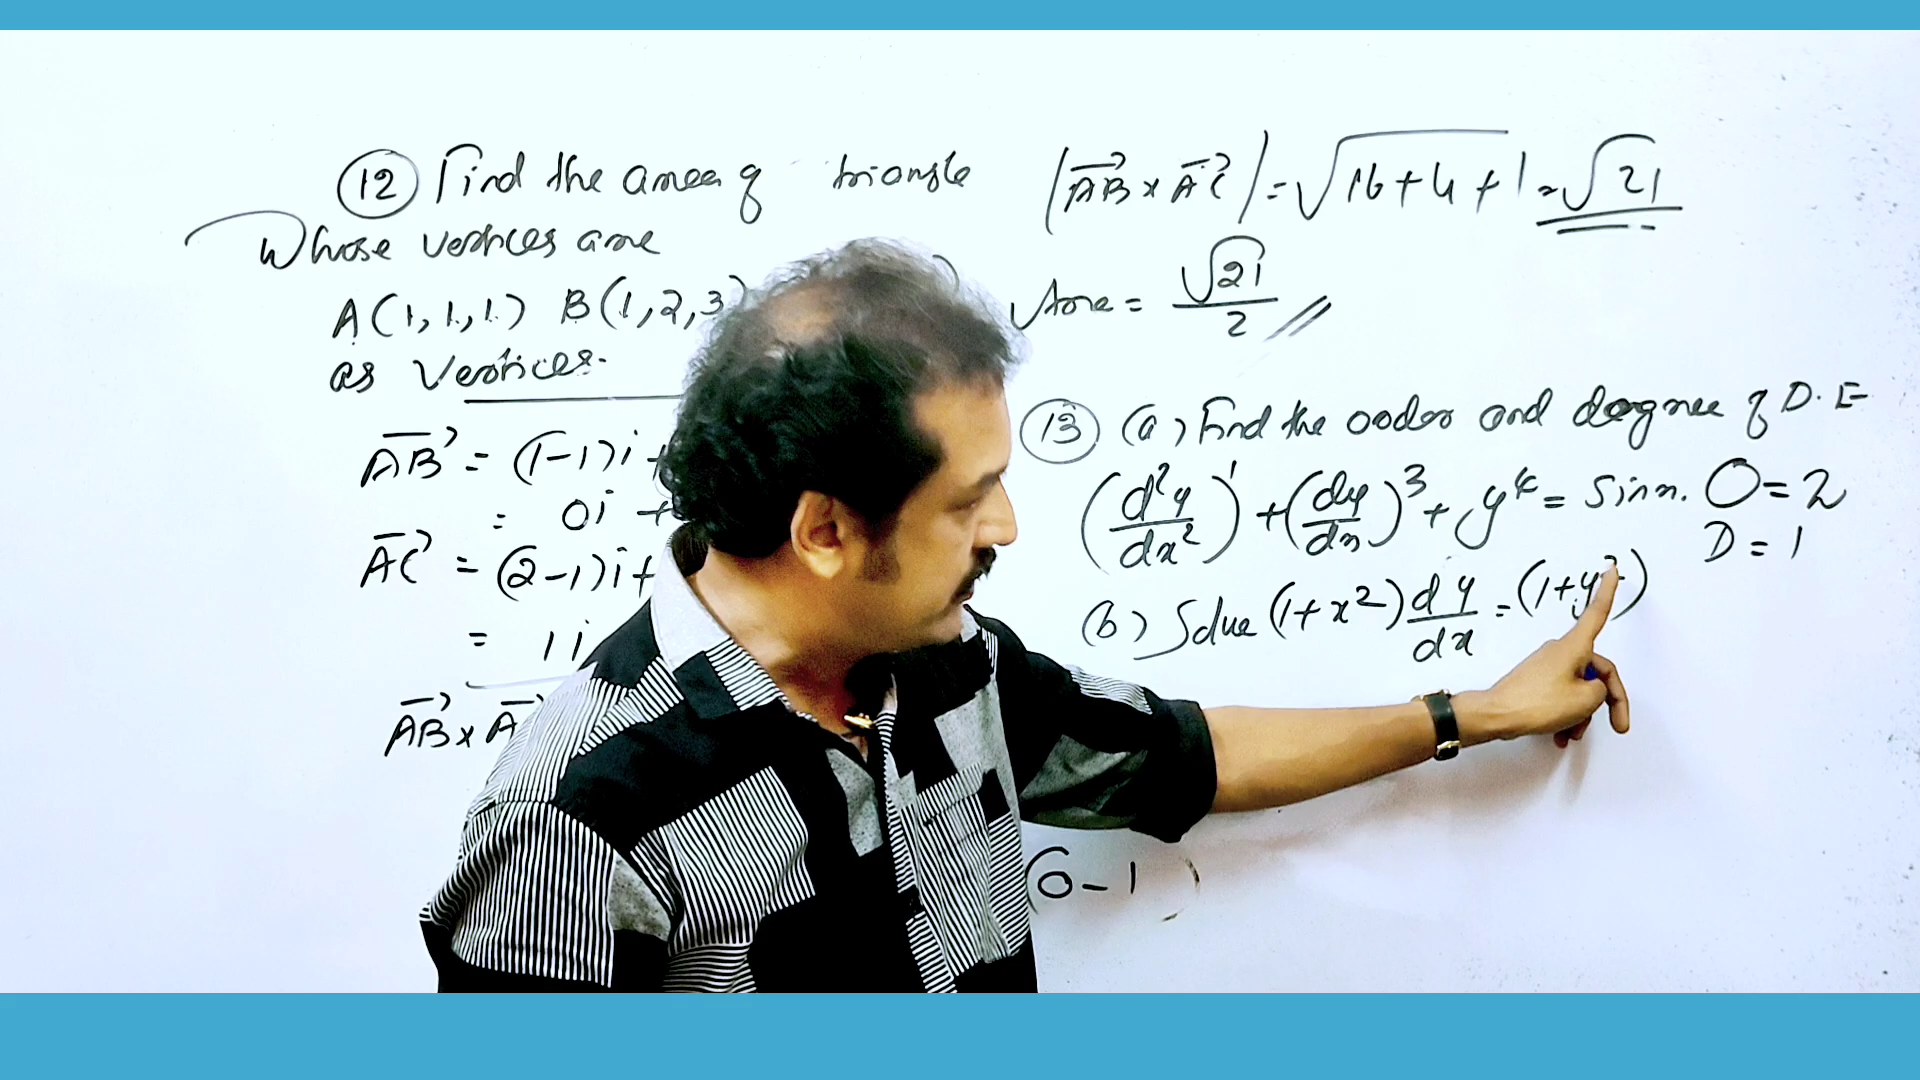 (12) Find the area of triangle
Whose vertices are
A(1,1,1) B(1,2,3)
as vertices.
AB = (1-1)i +
= 0i +
AC = (2-1)i +
= 1i
AB × A
|AB × AC| = √16+4+1 = √21
Area = √21/2 //
(13) (a) Find the order and degree of D.E
(d²y/dx²)¹ + (dy/dx)³ + y⁴ = sinx. O=2
D=1
(b) Solve (1+x²) dy/dx = (1+y²)
(0-1 )